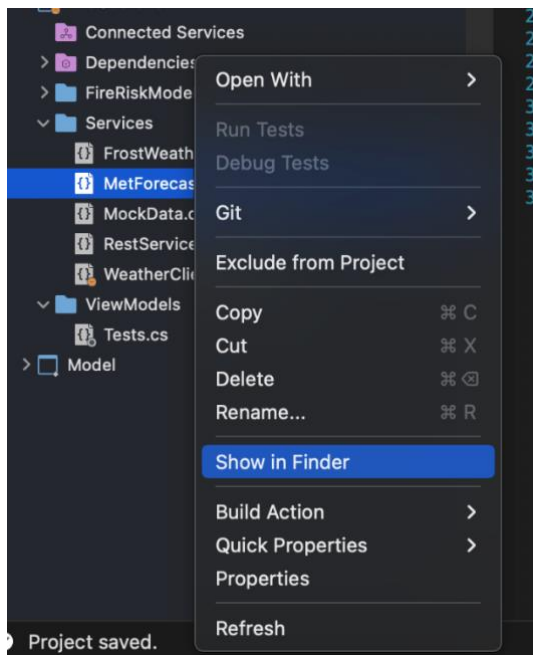 Connected Services
Dependencies
FireRiskMode
Services
FrostWeath
MetForecas
MockData.c
RestService
WeatherClie
ViewModels
Tests.cs
Model
Open With
Run Tests
Debug Tests
Git
Exclude from Project
Copy ⌘ C
Cut ⌘ X
Delete ⌘ ⌫
Rename... ⌘ R
Show in Finder
Build Action
Quick Properties
Properties
Refresh
Project saved.